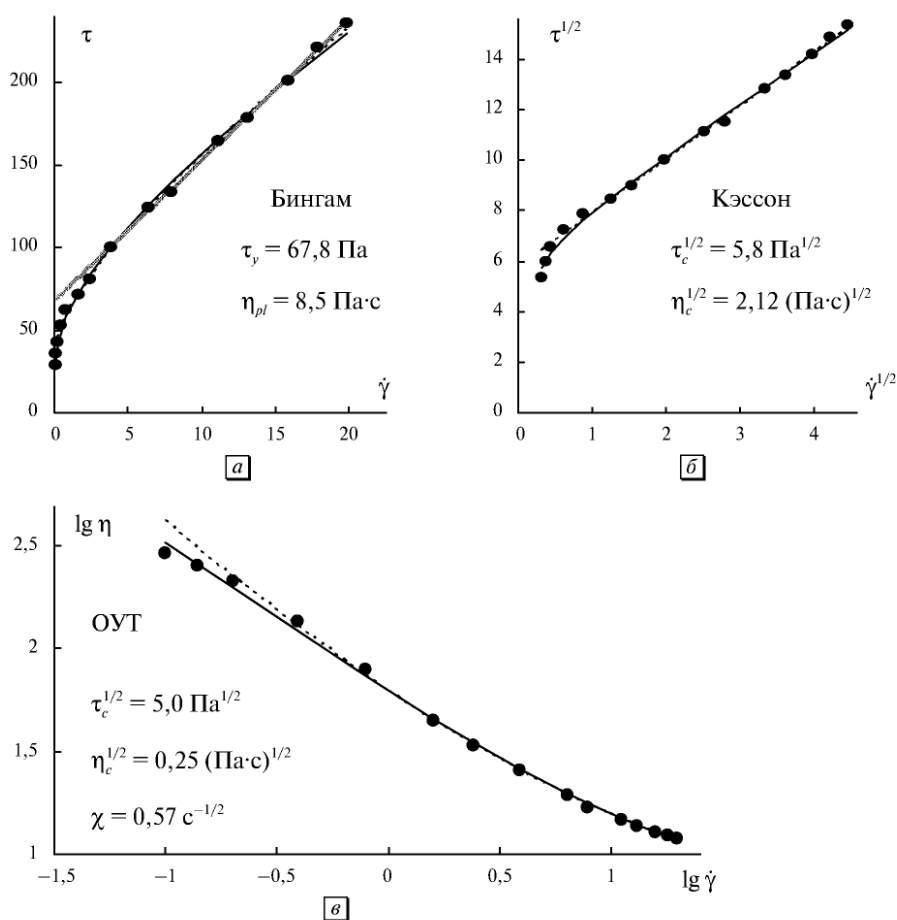 τ
200
150
100
50
0
0
5
10
15
20
γ̇
Бингам
τ_y = 67,8 Па
η_pl = 8,5 Па·с
а
τ^1/2
14
12
10
8
6
4
2
0
0
1
2
3
4
γ̇^1/2
Кэссон
τ_c^1/2 = 5,8 Па^1/2
η_c^1/2 = 2,12 (Па·с)^1/2
б
lg η
2,5
2
1,5
1
−1,5
−1
−0,5
0
0,5
1
lg γ̇
ОУТ
τ_c^1/2 = 5,0 Па^1/2
η_c^1/2 = 0,25 (Па·с)^1/2
χ = 0,57 с^−1/2
в